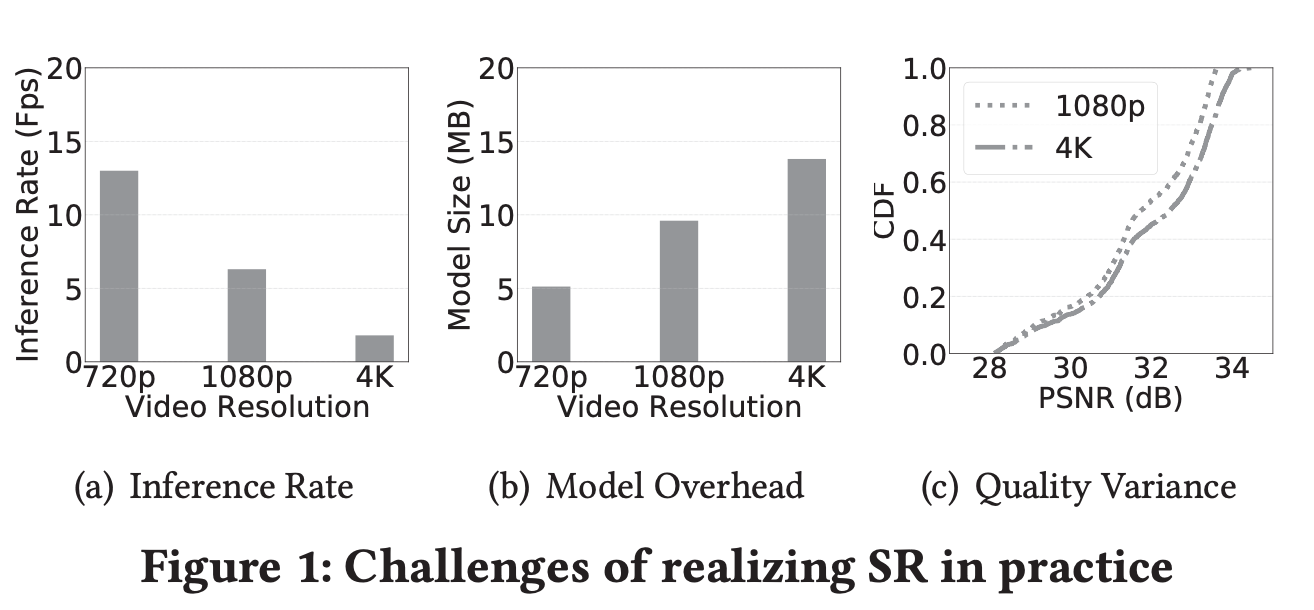 20
15
10
5
0
Inference Rate (Fps)
720p 1080p 4K
Video Resolution
(a) Inference Rate
20
15
10
5
0
Model Size (MB)
720p 1080p 4K
Video Resolution
(b) Model Overhead
1.0
0.8
0.6
0.4
0.2
0.0
CDF
1080p
4K
28 30 32 34
PSNR (dB)
(c) Quality Variance
Figure 1: Challenges of realizing SR in practice